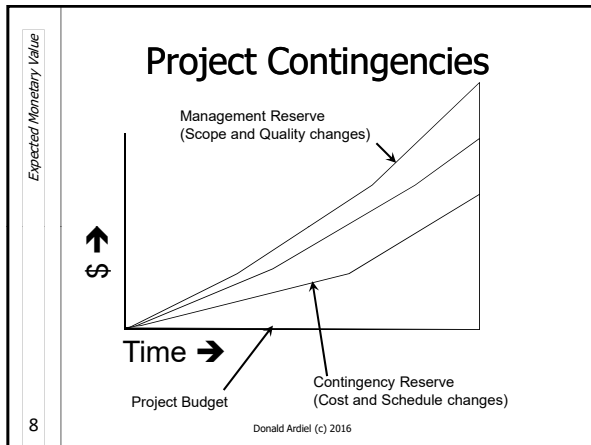 Expected Monetary Value
Project Contingencies
Management Reserve
(Scope and Quality changes)
$ →
Time →
Contingency Reserve
(Cost and Schedule changes)
Project Budget
8
Donald Ardiel (c) 2016